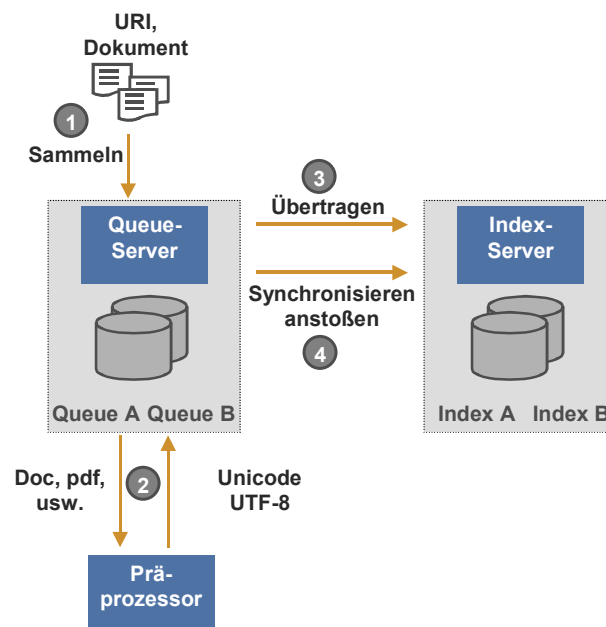 URI,
Dokument
1
Sammeln
3
Übertragen
Queue-
Server
Index-
Server
Synchronisieren
anstoßen
4
Queue A Queue B
Index A Index B
Doc, pdf,
usw.
2
Unicode
UTF-8
Prä-
prozessor